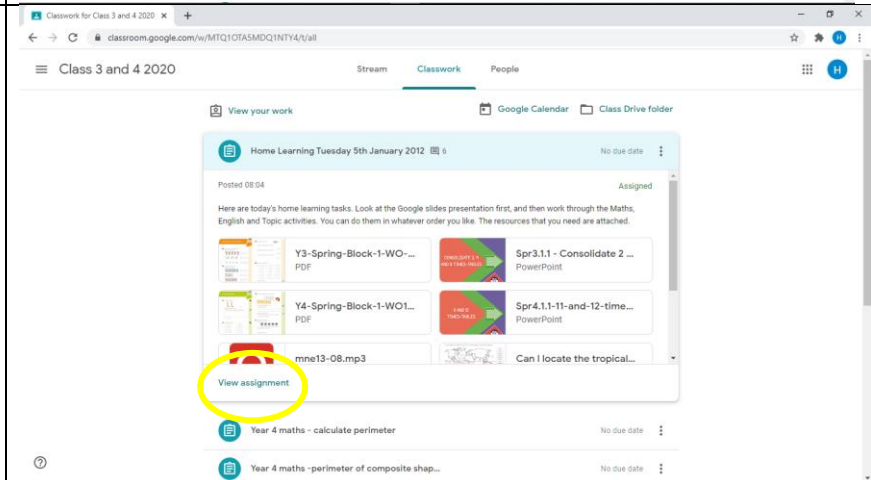 Classwork for Class 3 and 4 2020
classroom.google.com/w/MTQ1OTA5MDQ1NTY4/t/all
H
Class 3 and 4 2020
Stream Classwork People
H
View your work
Google Calendar Class Drive folder
Home Learning Tuesday 5th January 2012 6
No due date
Posted 08:04
Assigned
Here are today's home learning tasks. Look at the Google slides presentation first, and then work through the Maths,
English and Topic activities. You can do them in whatever order you like. The resources that you need are attached.
Y3-Spring-Block-1-WO-...
PDF
Spr3.1.1 - Consolidate 2 ...
PowerPoint
Y4-Spring-Block-1-WO1...
PDF
Spr4.1.1-11-and-12-time...
PowerPoint
mne13-08.mp3
Can I locate the tropical...
View assignment
Year 4 maths - calculate perimeter
No due date
Year 4 maths -perimeter of composite shap...
No due date